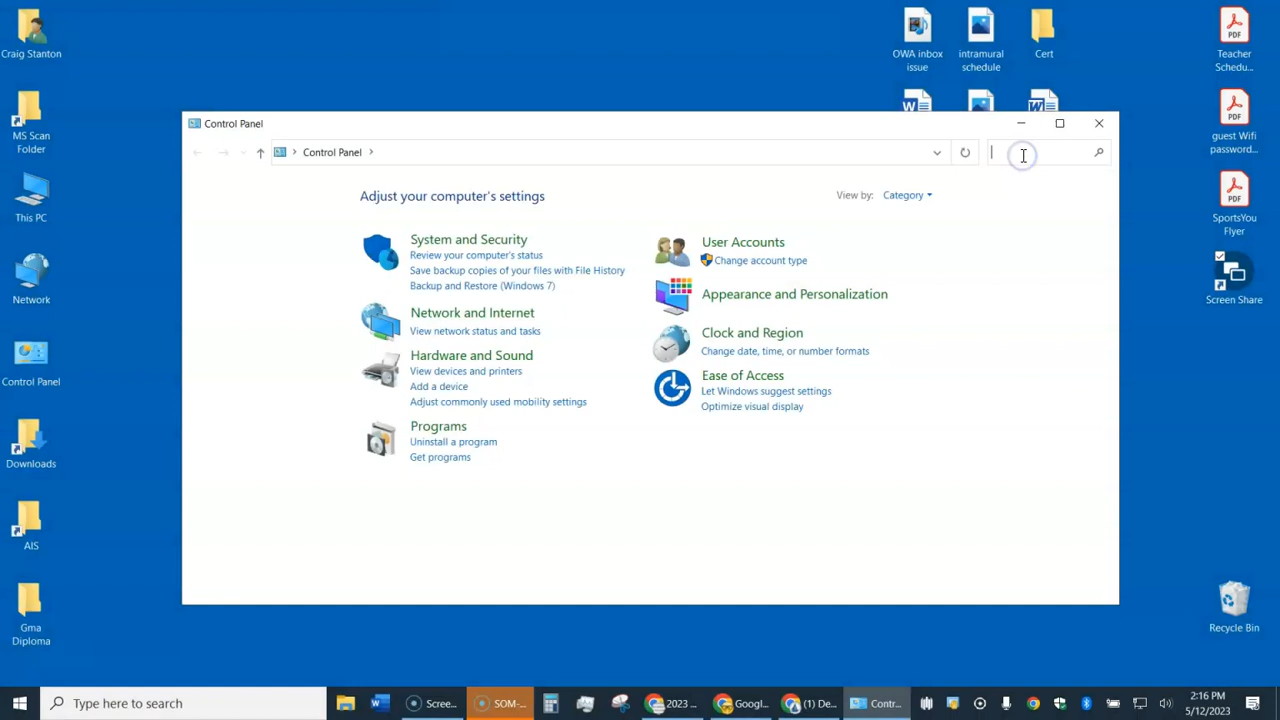 Craig Stanton
MS Scan
Folder
This PC
Network
Control Panel
Downloads
AIS
Gma
Diploma
OWA inbox
issue
intramural
schedule
Cert
PDF
Teacher
Schedu...
PDF
guest Wifi
password...
PDF
SportsYou
Flyer
Screen Share
Recycle Bin
W
W
Control Panel
Control Panel
Adjust your computer's settings
View by: Category
System and Security
Review your computer's status
Save backup copies of your files with File History
Backup and Restore (Windows 7)
Network and Internet
View network status and tasks
Hardware and Sound
View devices and printers
Add a device
Adjust commonly used mobility settings
Programs
Uninstall a program
Get programs
User Accounts
Change account type
Appearance and Personalization
Clock and Region
Change date, time, or number formats
Ease of Access
Let Windows suggest settings
Optimize visual display
Type here to search
W
Scree...
SOM-...
2023 ...
Googl...
(1) De...
Contr...
2:16 PM
5/12/2023